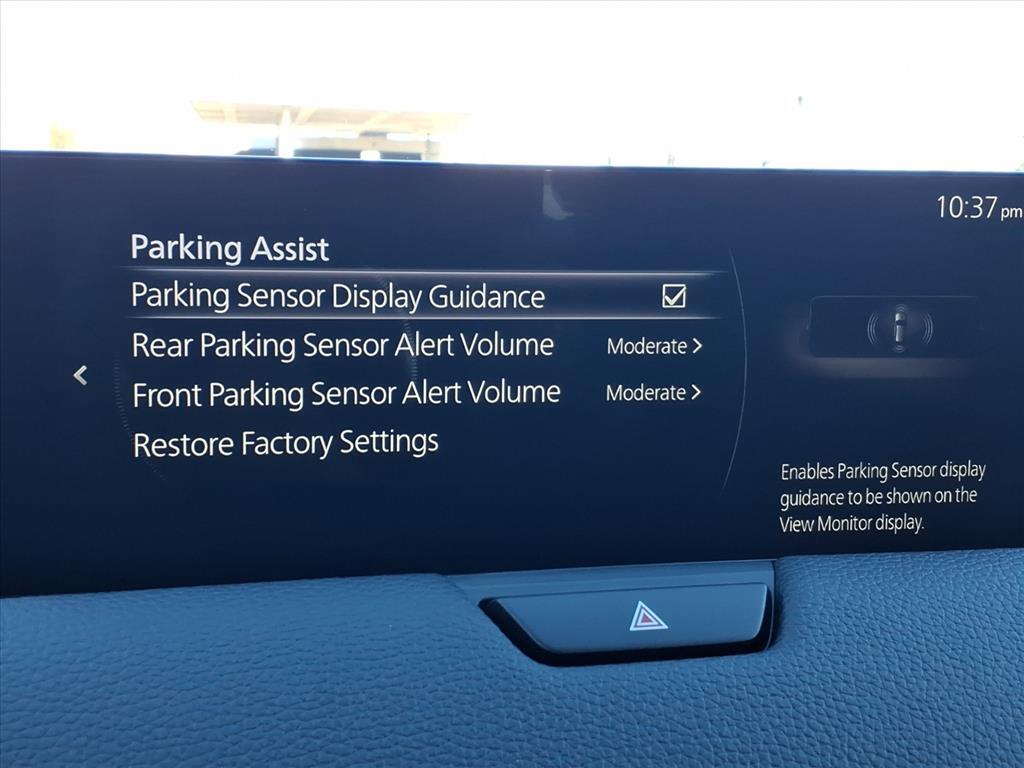 10:37 pm
Parking Assist
Parking Sensor Display Guidance
Rear Parking Sensor Alert Volume Moderate >
Front Parking Sensor Alert Volume Moderate >
Restore Factory Settings
Enables Parking Sensor display
guidance to be shown on the
View Monitor display.